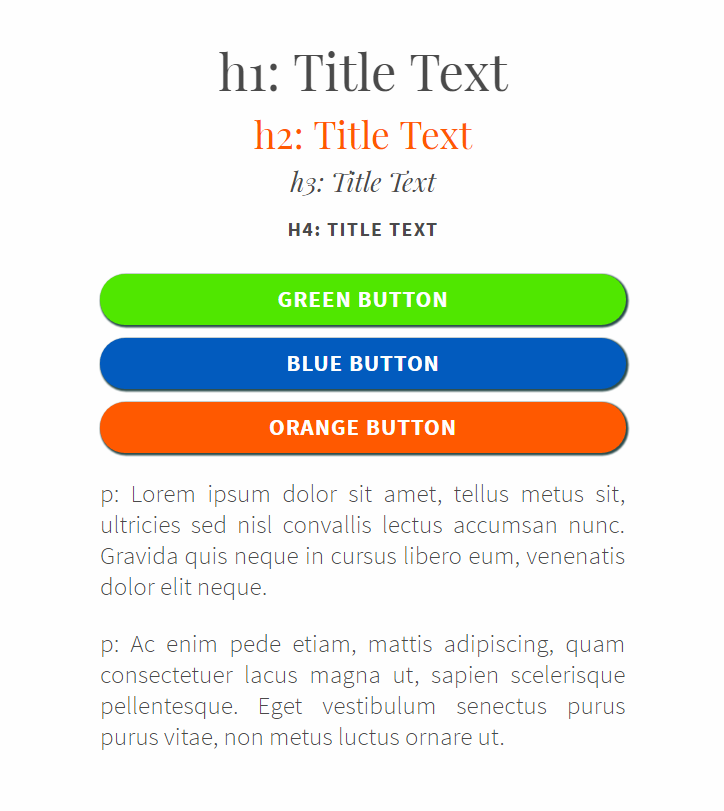 h1: Title Text
h2: Title Text
h3: Title Text
H4: TITLE TEXT
GREEN BUTTON
BLUE BUTTON
ORANGE BUTTON
p: Lorem ipsum dolor sit amet, tellus metus sit,
ultricies sed nisl convallis lectus accumsan nunc.
Gravida quis neque in cursus libero eum, venenatis
dolor elit neque.
p: Ac enim pede etiam, mattis adipiscing, quam
consectetuer lacus magna ut, sapien scelerisque
pellentesque. Eget vestibulum senectus purus
purus vitae, non metus luctus ornare ut.